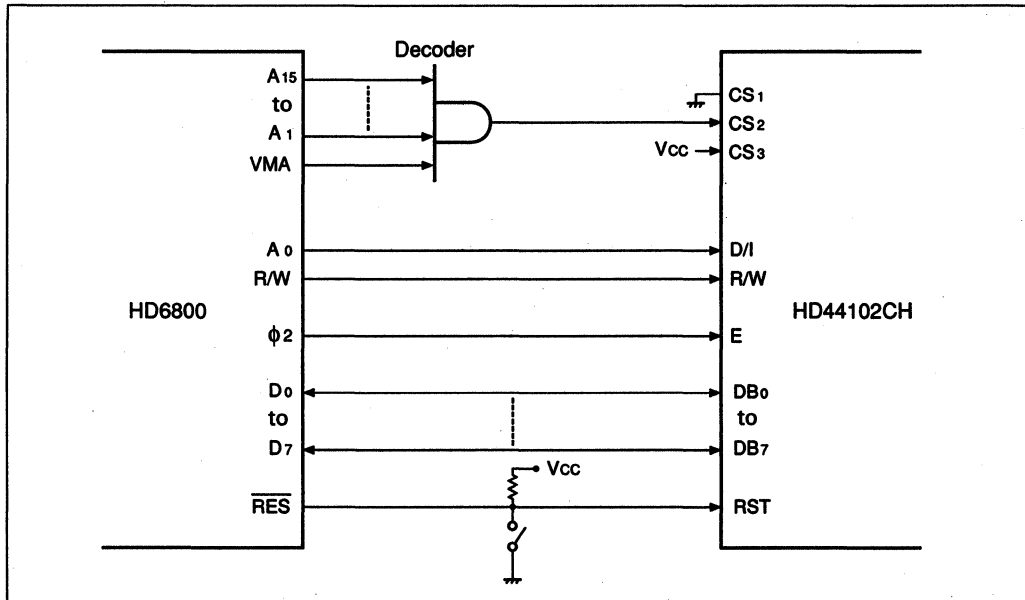 Decoder
A15
to
A1
VMA
CS1
CS2
Vcc
CS3
A0
D/I
R/W
R/W
HD6800
HD44102CH
ϕ2
E
D0
DB0
to
to
D7
DB7
Vcc
RES
RST